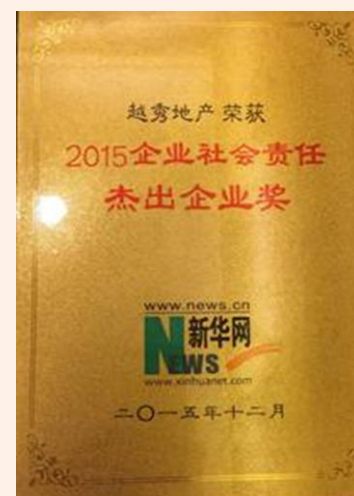 越秀地产 荣获
2015企业社会责任
杰出企业奖
www.news.cn
NEWS 新华网
www.xinhuanet.com
二〇一五年十二月